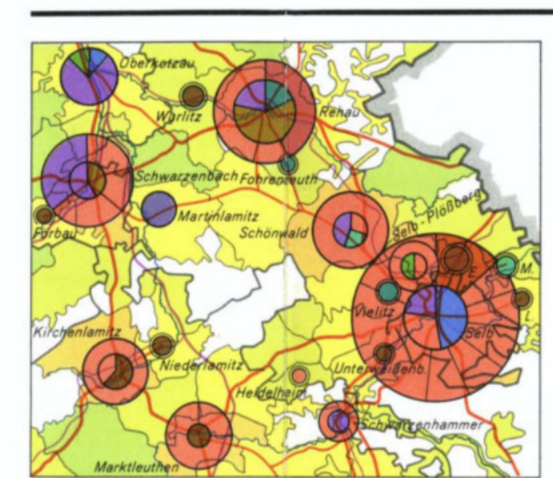 Oberkotzau
Wurlitz
Rehau
Schwarzenbach
Fohrenreuth
Martinlamitz
Förbau
Schönwald
Selb-Plößberg
E.
M.
L.
Vielitz
Selb
Kirchenlamitz
Niederlamitz
Unterweißenb.
Heidelheim
Schwarzenhammer
Marktleuthen